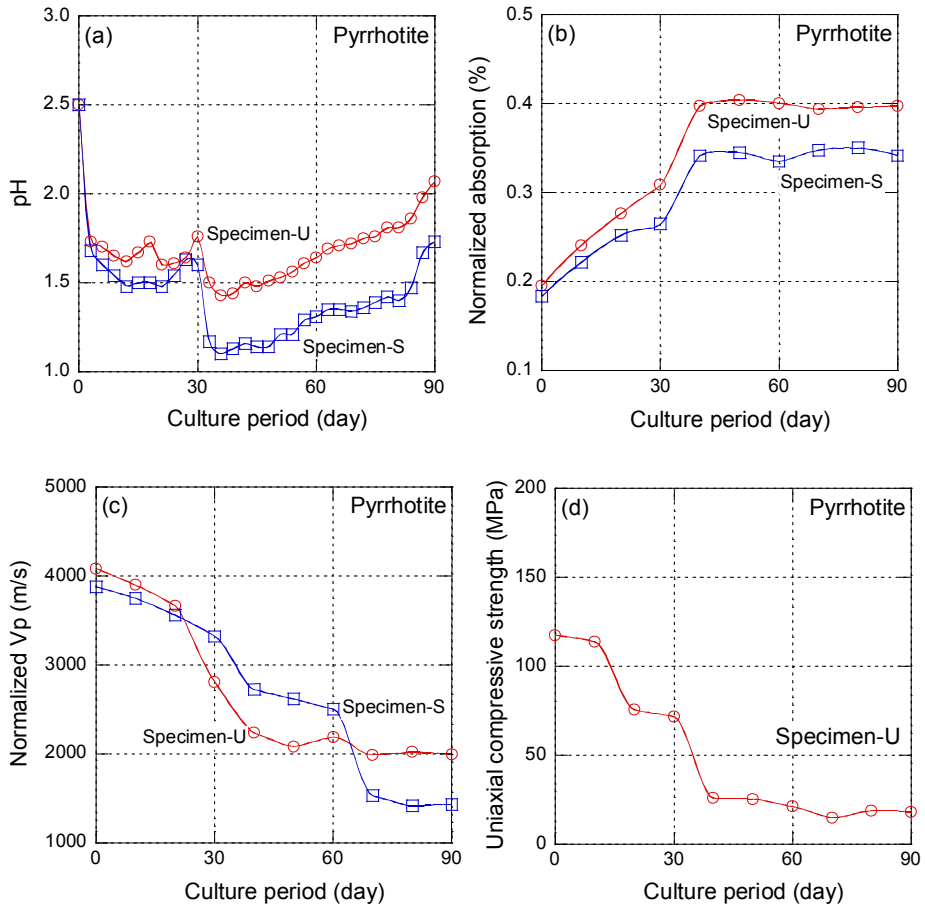 (a) Pyrrhotite
3.0
2.5
2.0
1.5
1.0
pH
Specimen-U
Specimen-S
0 30 60 90
Culture period (day)
(b) Pyrrhotite
0.5
0.4
0.3
0.2
0.1
Normalized absorption (%)
Specimen-U
Specimen-S
0 30 60 90
Culture period (day)
(c) Pyrrhotite
5000
4000
3000
2000
1000
Normalized Vp (m/s)
Specimen-S
Specimen-U
0 30 60 90
Culture period (day)
(d) Pyrrhotite
200
150
100
50
0
Uniaxial compressive strength (MPa)
Specimen-U
0 30 60 90
Culture period (day)